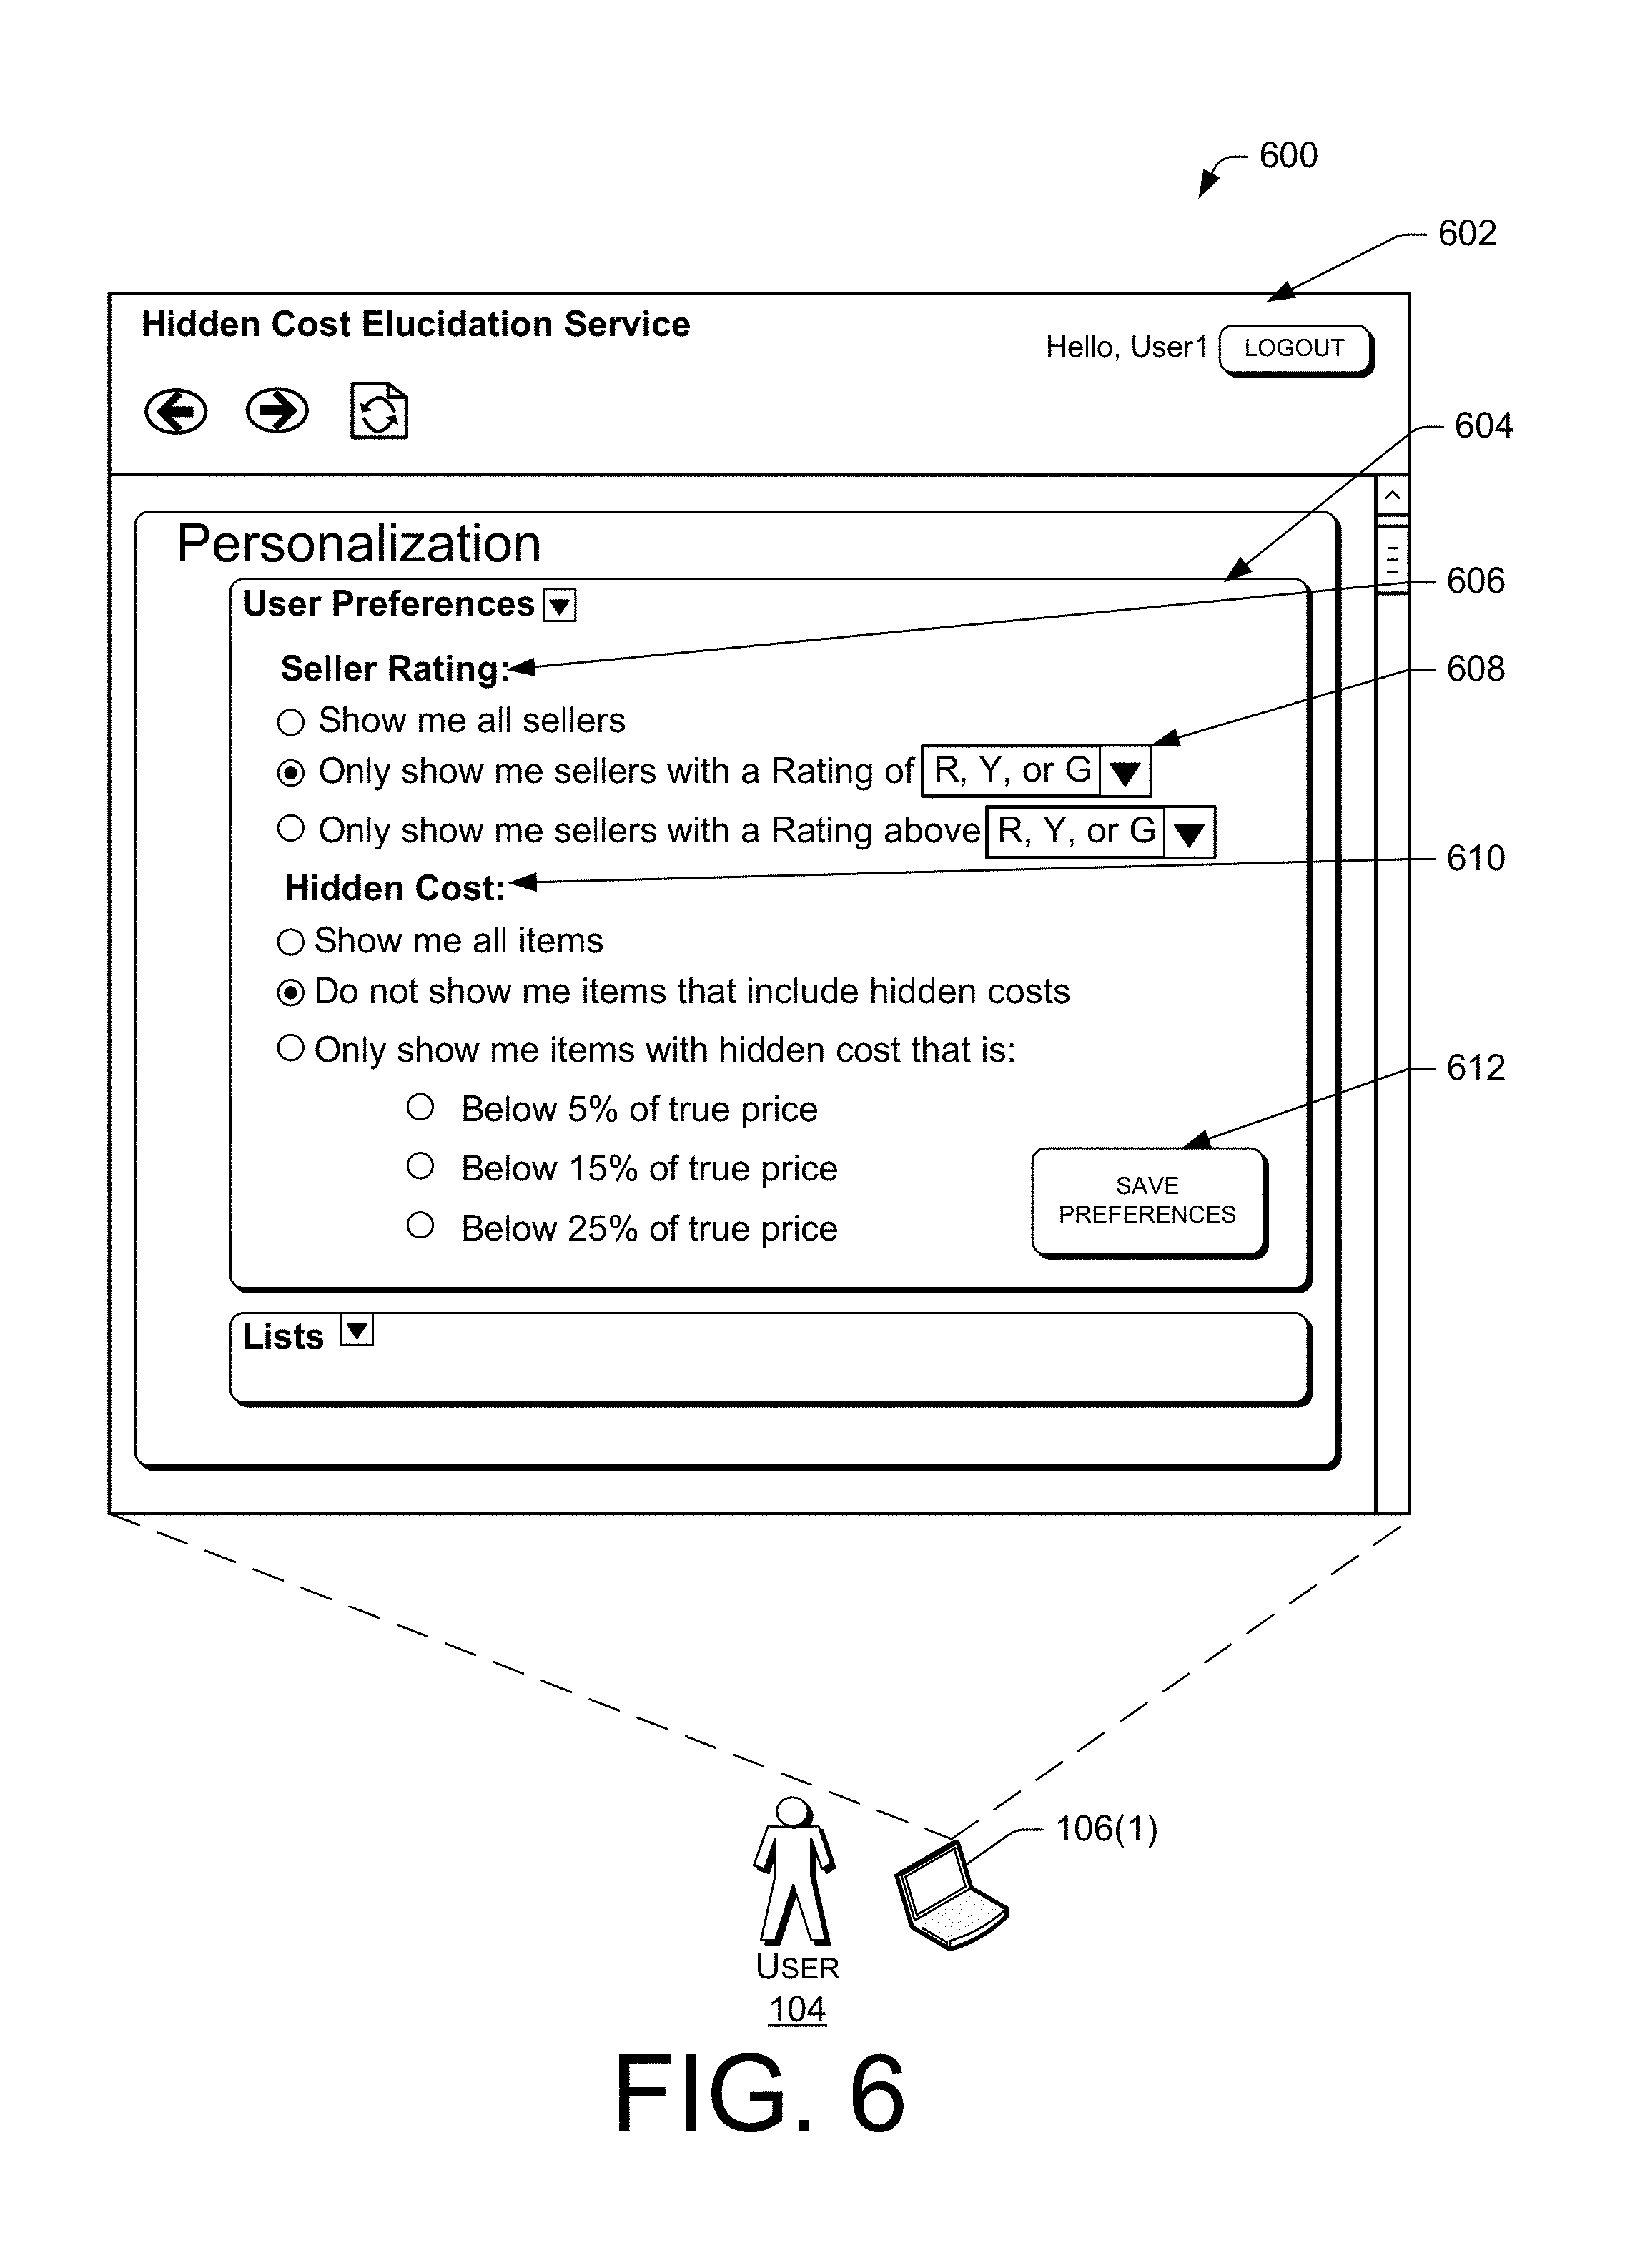 600
602
Hidden Cost Elucidation Service
Hello, User1 LOGOUT
604
Personalization
606
User Preferences
Seller Rating:
608
Show me all sellers
Only show me sellers with a Rating of R, Y, or G
Only show me sellers with a Rating above R, Y, or G
610
Hidden Cost:
Show me all items
Do not show me items that include hidden costs
Only show me items with hidden cost that is:
612
Below 5% of true price
Below 15% of true price
Below 25% of true price
SAVE
PREFERENCES
Lists
106(1)
USER
104
FIG. 6